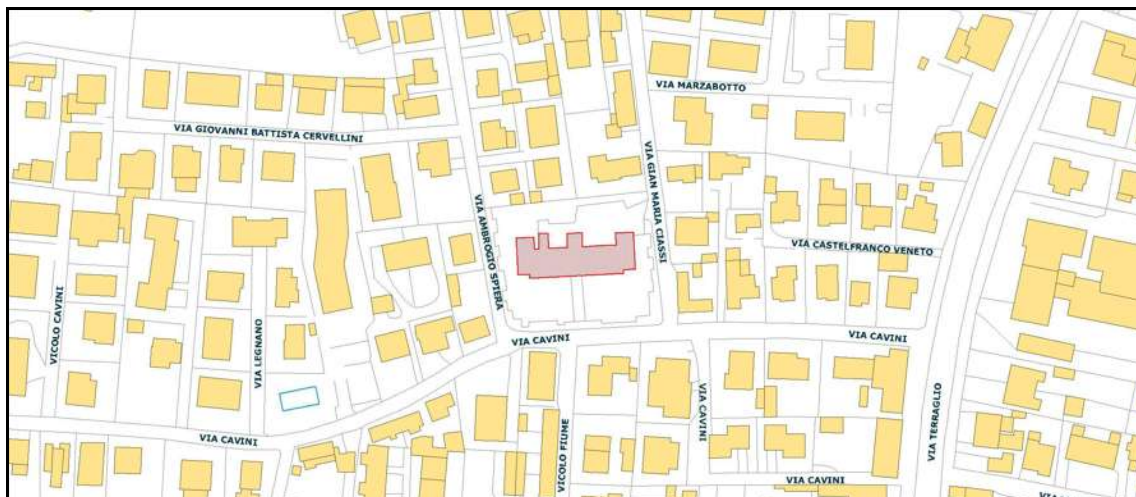 VIA MARZABOTTO
VIA GIOVANNI BATTISTA CERVELLINI
VIA AMBROGIO SPIERA
VIA GIAN MARIA CIASSI
VIA CASTELFRANCO VENETO
VICOLO CAVINI
VIA LEGNANO
VIA CAVINI
VIA CAVINI
VIA CAVINI
VIA CAVINI
VICOLO FIUME
VIA TERRAGLIO
VIA CAVINI